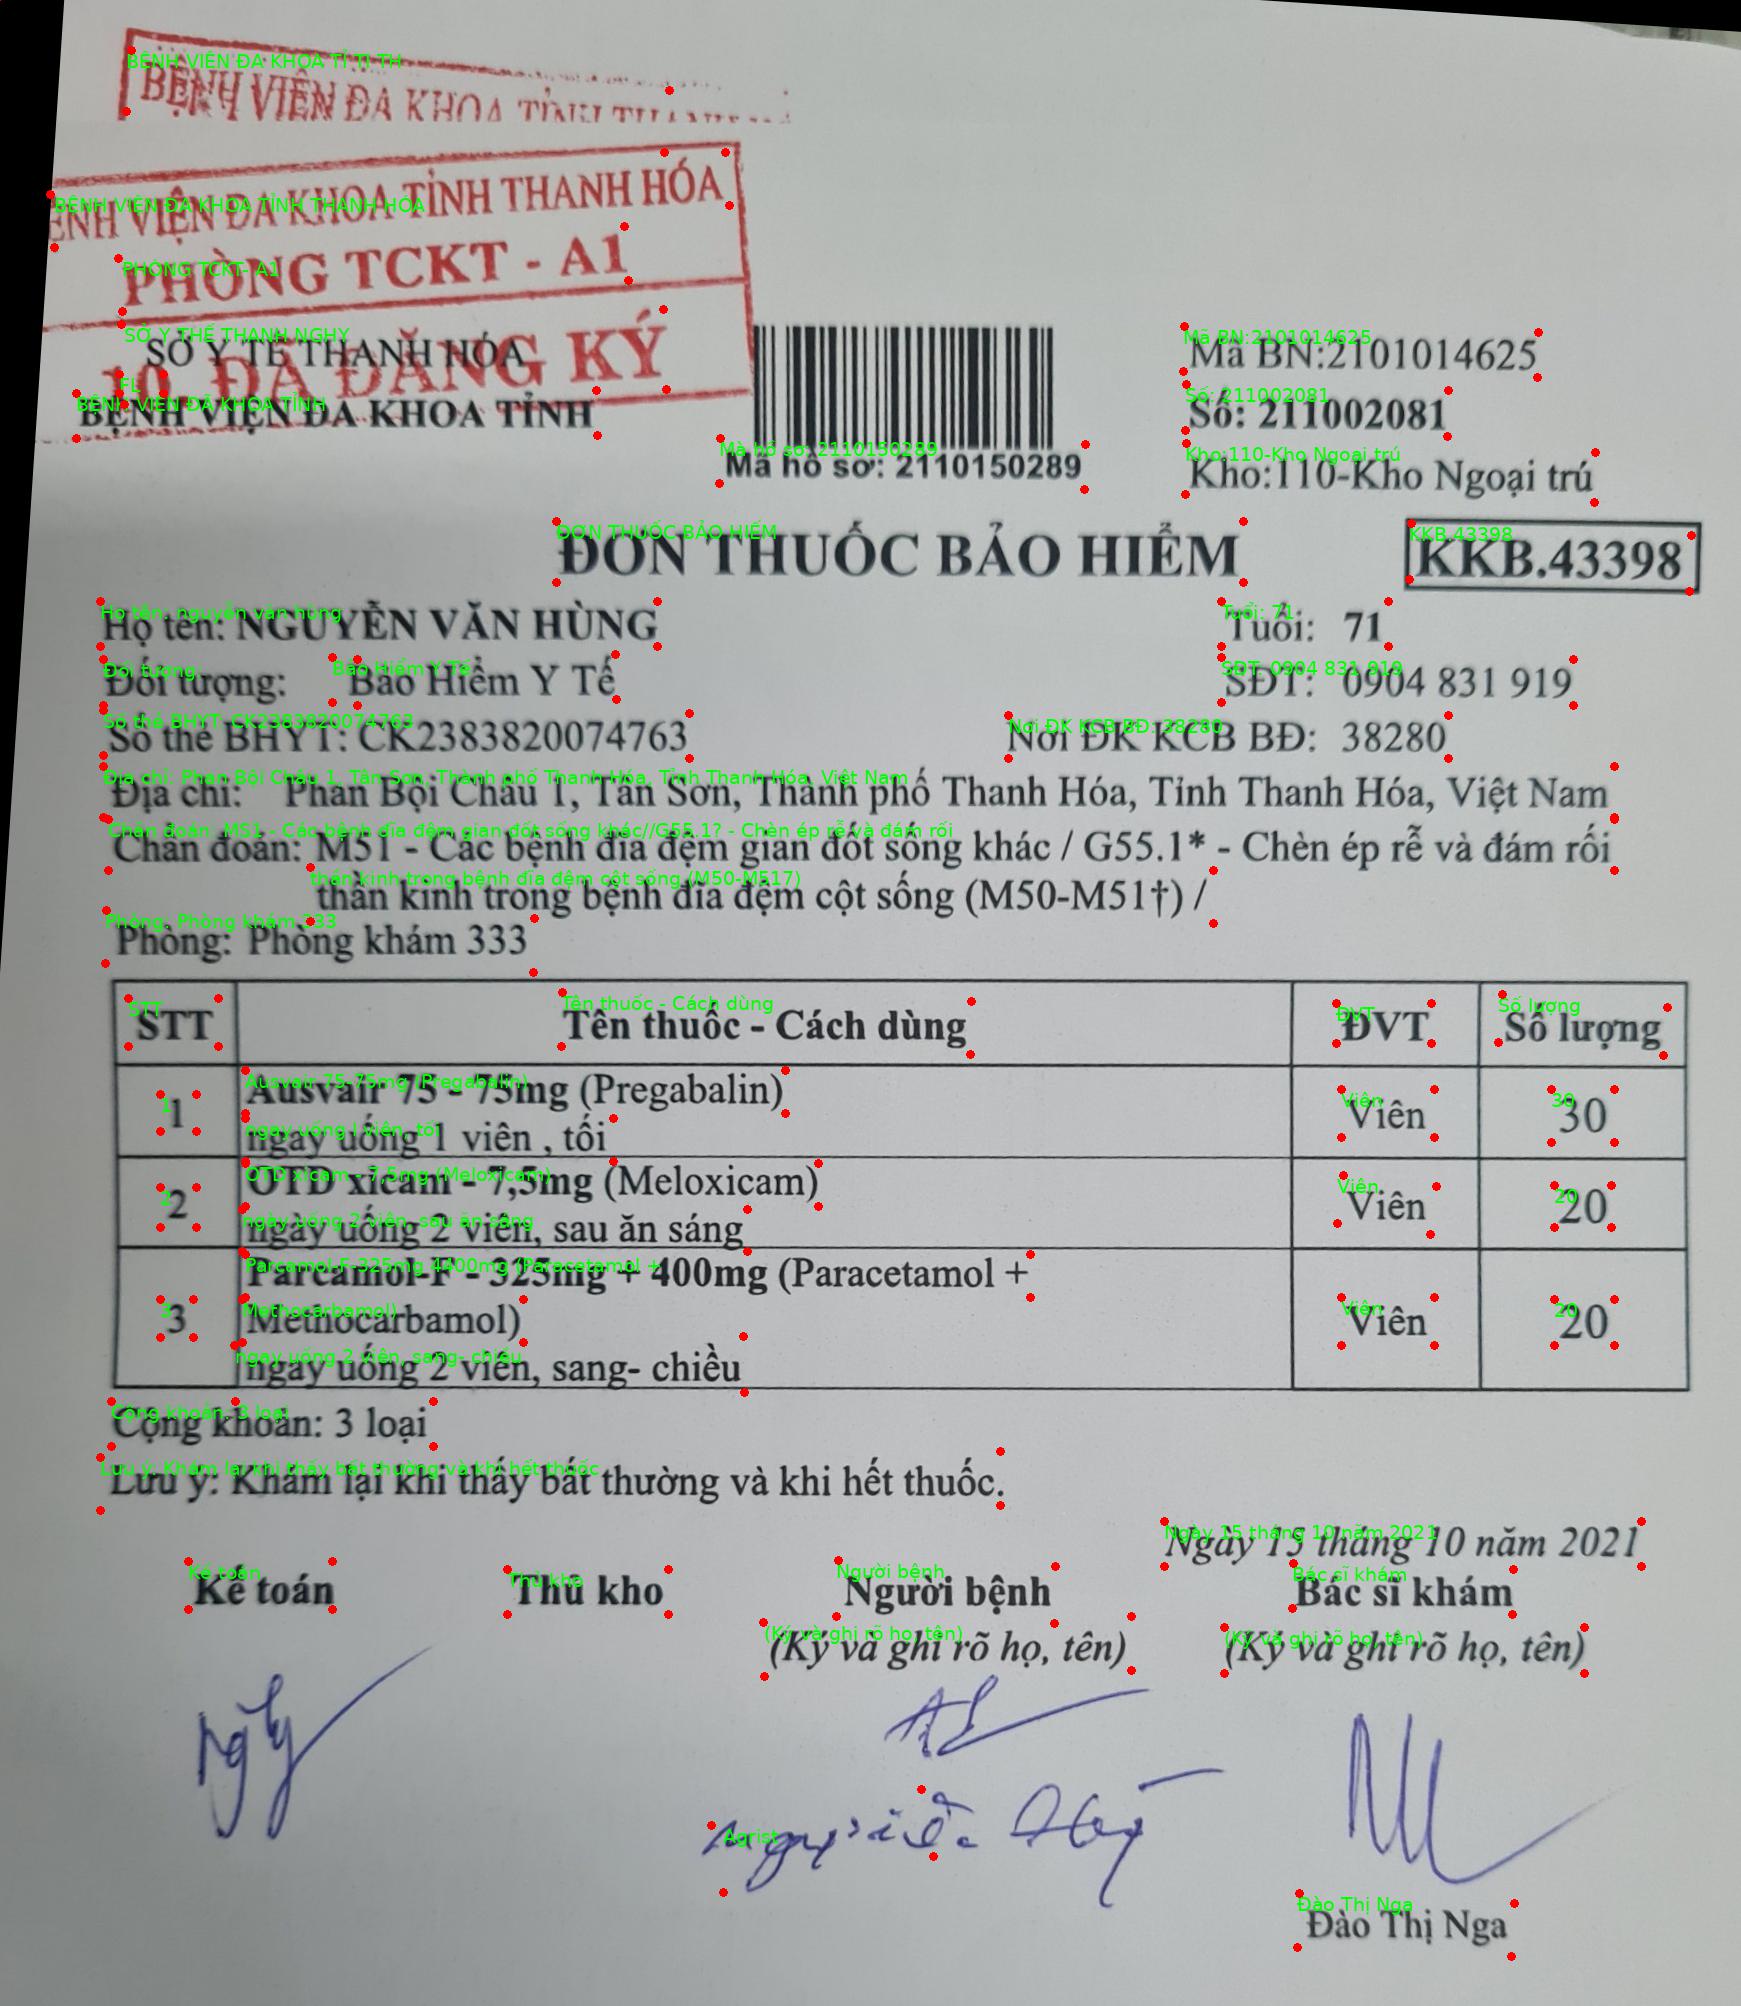 BỆNH VIỆN ĐA KHOA TỈNH
BỆNH VIỆN ĐA KHOA TỈNH THANH HÓA
PHÒNG TCKT - A1
ĐÃ ĐĂNG KÝ
SỞ Y TẾ THANH HÓA
BỆNH VIỆN ĐA KHOA TỈNH
Mã hồ sơ: 2110150289
Mã BN:2101014625
Số: 211002081
Kho:110-Kho Ngoại trú
ĐƠN THUỐC BẢO HIỂM
KKB.43398
Họ tên: NGUYỄN VĂN HÙNG Tuổi: 71
Đối tượng: Bảo Hiểm Y Tế SĐT: 0904 831 919
Số thẻ BHYT: CK2383820074763 Nơi ĐK KCB BĐ: 38280
Địa chỉ: Phan Bội Châu 1, Tân Sơn, Thành phố Thanh Hóa, Tỉnh Thanh Hóa, Việt Nam
Chẩn đoán: M51 - Các bệnh đĩa đệm gian đốt sống khác / G55.1* - Chèn ép rễ và đám rối
thần kinh trong bệnh đĩa đệm cột sống (M50-M51†) /
Phòng: Phòng khám 333
STT Tên thuốc - Cách dùng ĐVT Số lượng
1 Ausvair 75 - 75mg (Pregabalin) Viên 30
ngay uống 1 viên , tối
2 OTD xicam - 7,5mg (Meloxicam) Viên 20
ngày uống 2 viên, sau ăn sáng
3 Parcamol-F - 325mg + 400mg (Paracetamol + Viên 20
Methocarbamol)
ngay uống 2 viên, sang- chiều
Cộng khoản: 3 loại
Lưu ý: Khám lại khi thấy bất thường và khi hết thuốc.
Ngày 15 tháng 10 năm 2021
Kế toán Thủ kho Người bệnh Bác sĩ khám
(Ký và ghi rõ họ, tên) (Ký và ghi rõ họ, tên)
Đào Thị Nga